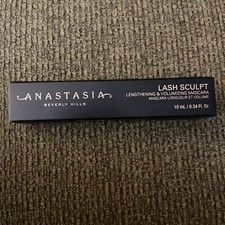 ANASTASIA
BEVERLY HILLS
LASH SCULPT
LENGTHENING & VOLUMIZING MASCARA
MASCARA LONGUEUR ET VOLUME
10 mL / 0.34 Fl. Oz